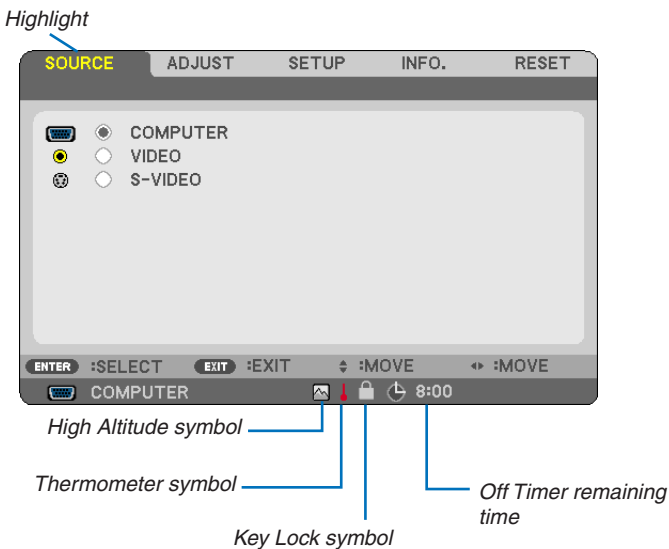 Highlight
SOURCE ADJUST SETUP INFO. RESET
COMPUTER
VIDEO
S-VIDEO
ENTER :SELECT EXIT :EXIT :MOVE :MOVE
COMPUTER 8:00
High Altitude symbol
Thermometer symbol
Off Timer remaining
time
Key Lock symbol